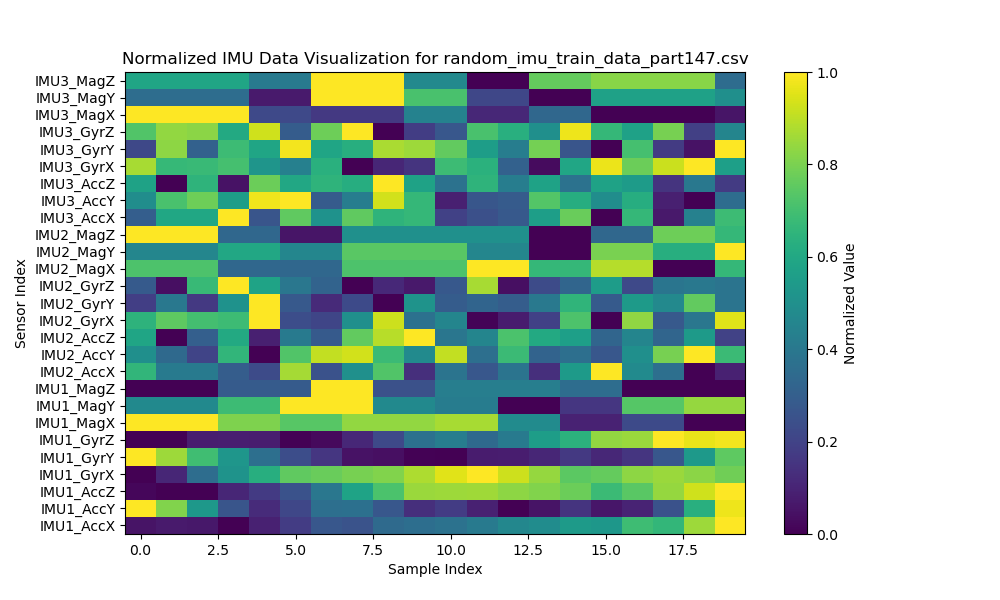 Normalized IMU Data Visualization for random_imu_train_data_part147.csv
IMU3_MagZ
IMU3_MagY
IMU3_MagX
IMU3_GyrZ
IMU3_GyrY
IMU3_GyrX
IMU3_AccZ
IMU3_AccY
IMU3_AccX
IMU2_MagZ
IMU2_MagY
IMU2_MagX
IMU2_GyrZ
IMU2_GyrY
IMU2_GyrX
IMU2_AccZ
IMU2_AccY
IMU2_AccX
IMU1_MagZ
IMU1_MagY
IMU1_MagX
IMU1_GyrZ
IMU1_GyrY
IMU1_GyrX
IMU1_AccZ
IMU1_AccY
IMU1_AccX
Sensor Index
0.0 2.5 5.0 7.5 10.0 12.5 15.0 17.5
Sample Index
1.0
0.8
0.6
0.4
0.2
0.0
Normalized Value